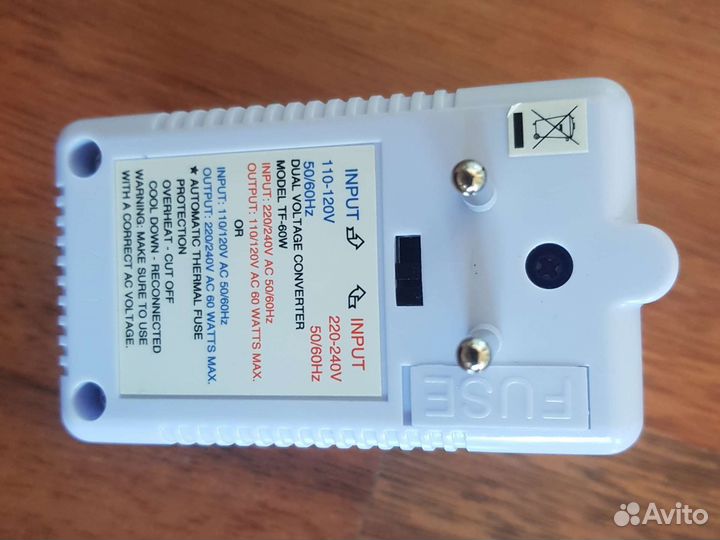 INPUT
110-120V
50/60Hz
INPUT
220-240V
50/60Hz
DUAL VOLTAGE CONVERTER
MODEL TF-60W
INPUT: 220/240V AC 50/60Hz
OUTPUT: 110/120V AC 60 WATTS MAX.
OR
INPUT: 110/120V AC 50/60Hz
OUTPUT: 220/240V AC 60 WATTS MAX.
★ AUTOMATIC THERMAL FUSE
PROTECTION
OVERHEAT - CUT OFF
COOL DOWN - RECONNECTED
WARNING: MAKE SURE TO USE
WITH A CORRECT AC VOLTAGE.
FUSE
Avito